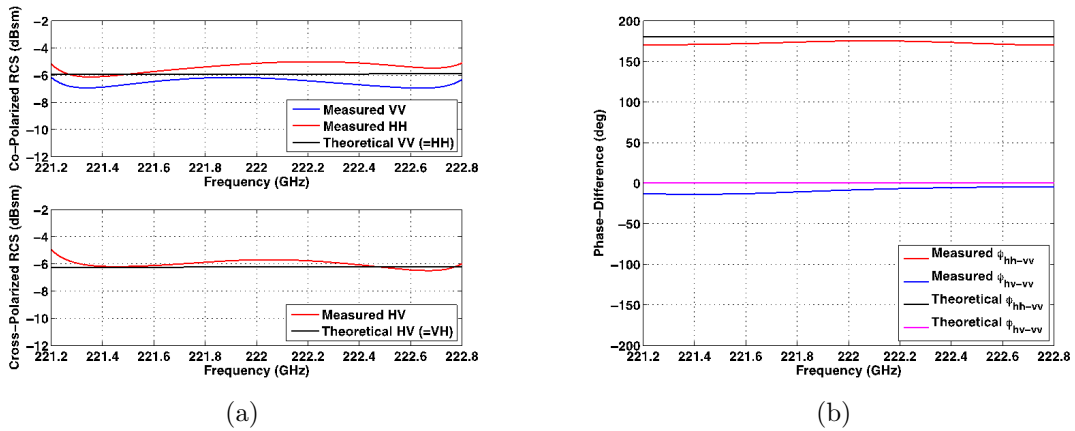 Co−Polarized RCS (dBsm)
−2
−4
−6
−8
−10
−12
221.2 221.4 221.6 221.8 222 222.2 222.4 222.6 222.8
Frequency (GHz)
Measured VV
Measured HH
Theoretical VV (=HH)
Cross−Polarized RCS (dBsm)
−2
−4
−6
−8
−10
−12
221.2 221.4 221.6 221.8 222 222.2 222.4 222.6 222.8
Frequency (GHz)
Measured HV
Theoretical HV (=VH)
(a)
Phase−Difference (deg)
200
150
100
50
0
−50
−100
−150
−200
221.2 221.4 221.6 221.8 222 222.2 222.4 222.6 222.8
Frequency (GHz)
Measured φhh−vv
Measured φhv−vv
Theoretical φhh−vv
Theoretical φhv−vv
(b)